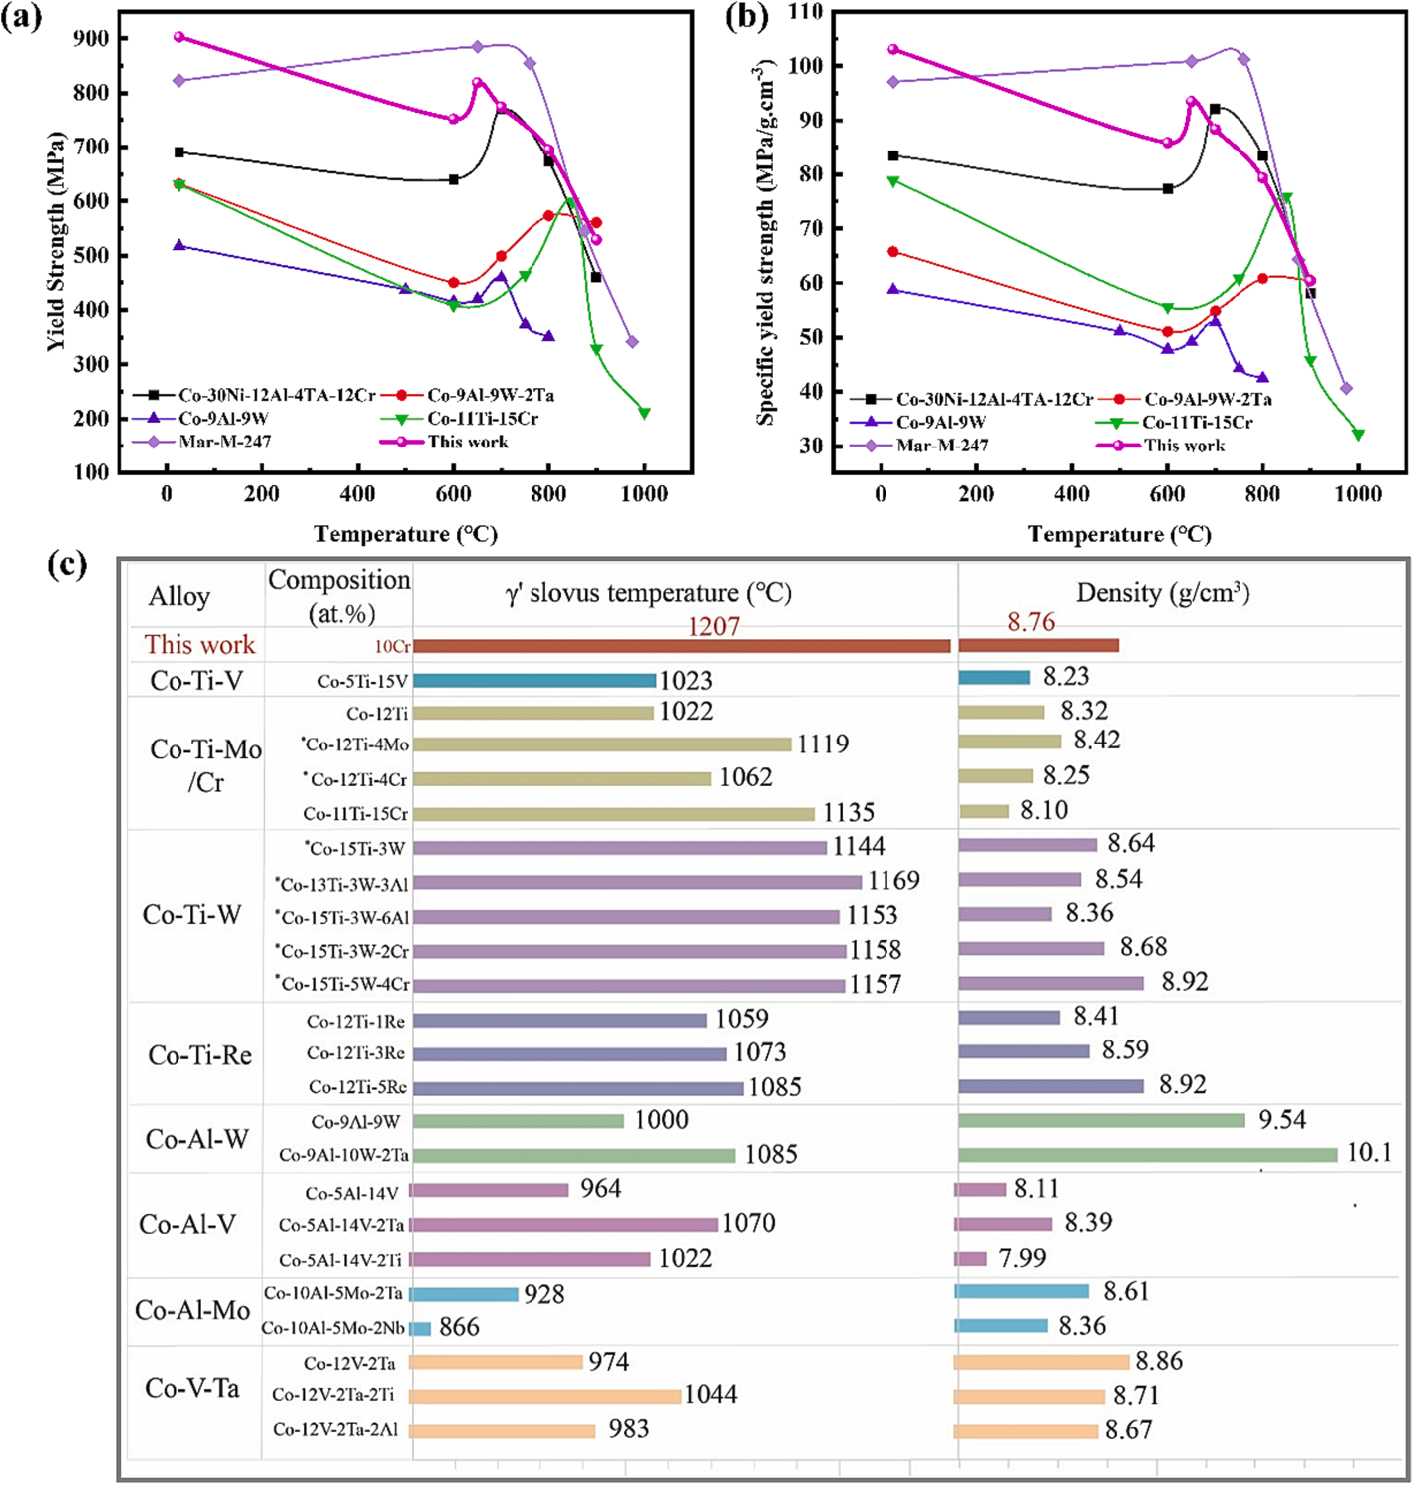 (a)
900
800
700
600
500
400
300
200
100
Yield Strength (MPa)
Co-30Ni-12Al-4TA-12Cr
Co-9Al-9W-2Ta
Co-9Al-9W
Co-11Ti-15Cr
Mar-M-247
This work
0 200 400 600 800 1000
Temperature (°C)
(b)
110
100
90
80
70
60
50
40
30
Specific yield strength (MPa/g.cm⁻³)
Co-30Ni-12Al-4TA-12Cr
Co-9Al-9W-2Ta
Co-9Al-9W
Co-11Ti-15Cr
Mar-M-247
This work
0 200 400 600 800 1000
Temperature (°C)
(c)
Alloy
Composition
(at.%)
γ' slovus temperature (°C)
Density (g/cm³)
This work 10Cr 1207 8.76
Co-Ti-V Co-5Ti-15V 1023 8.23
Co-Ti-Mo
/Cr
Co-12Ti 1022 8.32
*Co-12Ti-4Mo 1119 8.42
*Co-12Ti-4Cr 1062 8.25
Co-11Ti-15Cr 1135 8.10
Co-Ti-W
*Co-15Ti-3W 1144 8.64
*Co-13Ti-3W-3Al 1169 8.54
*Co-15Ti-3W-6Al 1153 8.36
*Co-15Ti-3W-2Cr 1158 8.68
*Co-15Ti-5W-4Cr 1157 8.92
Co-Ti-Re
Co-12Ti-1Re 1059 8.41
Co-12Ti-3Re 1073 8.59
Co-12Ti-5Re 1085 8.92
Co-Al-W
Co-9Al-9W 1000 9.54
Co-9Al-10W-2Ta 1085 10.1
Co-Al-V
Co-5Al-14V 964 8.11
Co-5Al-14V-2Ta 1070 8.39
Co-5Al-14V-2Ti 1022 7.99
Co-Al-Mo
Co-10Al-5Mo-2Ta 928 8.61
Co-10Al-5Mo-2Nb 866 8.36
Co-V-Ta
Co-12V-2Ta 974 8.86
Co-12V-2Ta-2Ti 1044 8.71
Co-12V-2Ta-2Al 983 8.67